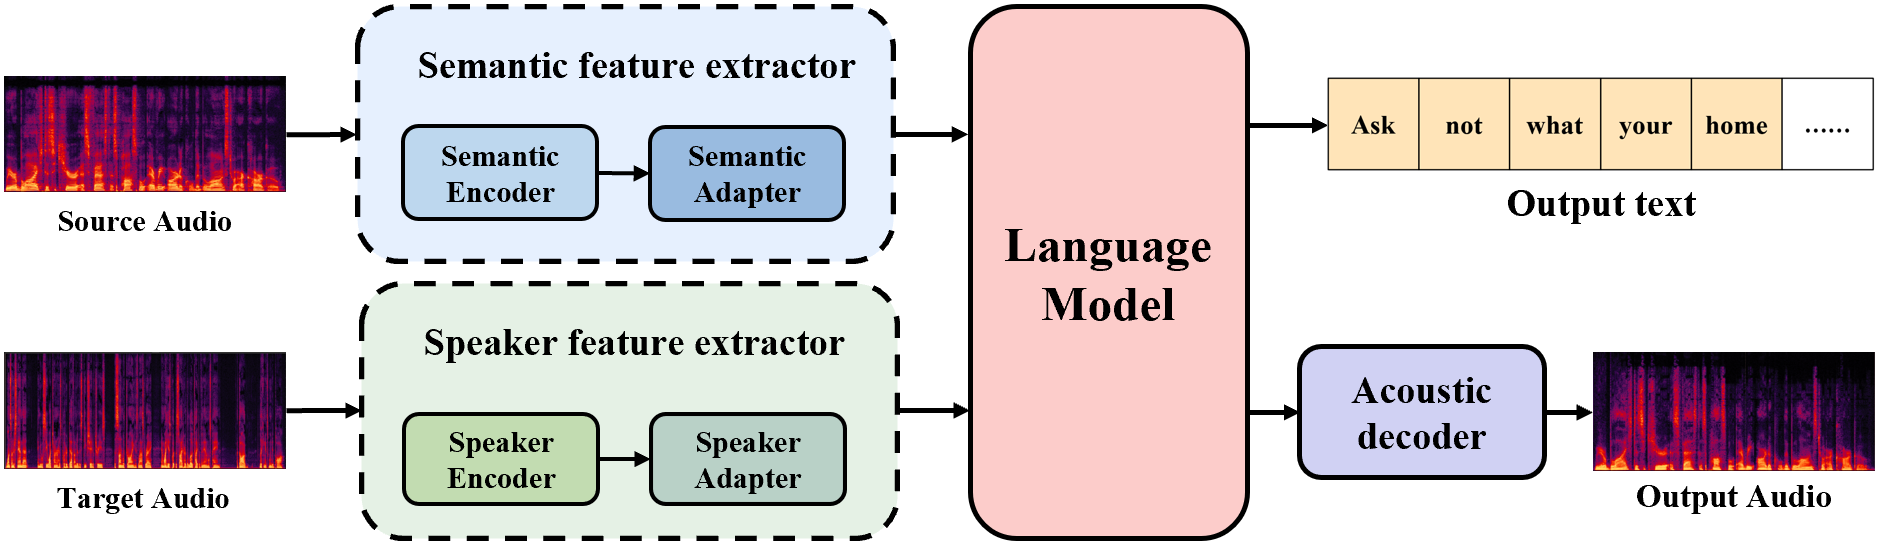 Source Audio
Semantic feature extractor
Semantic
Encoder
Semantic
Adapter
Target Audio
Speaker feature extractor
Speaker
Encoder
Speaker
Adapter
Language
Model
Ask not what your home ......
Output text
Acoustic
decoder
Output Audio